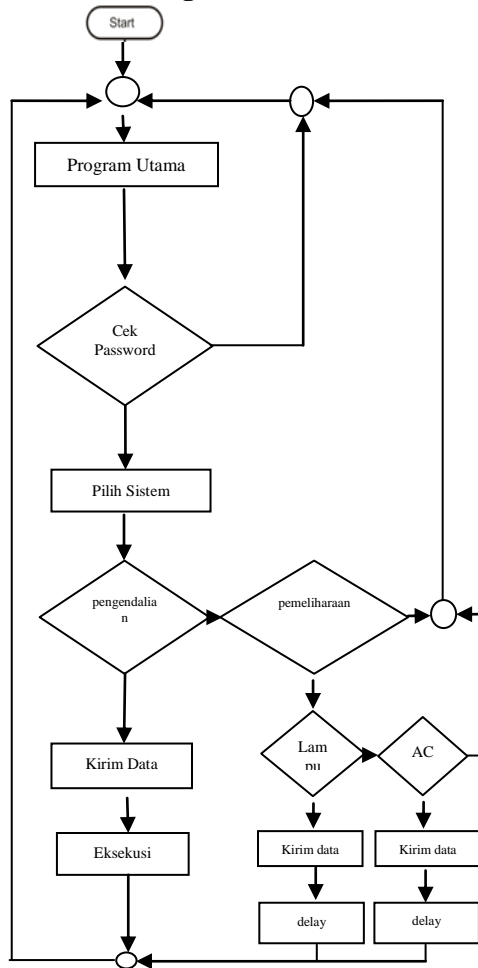 Start
Program Utama
Cek
Password
Pilih Sistem
pengendalia
n
pemeliharaan
Lam
pu
AC
Kirim Data
Kirim data
Kirim data
Eksekusi
delay
delay